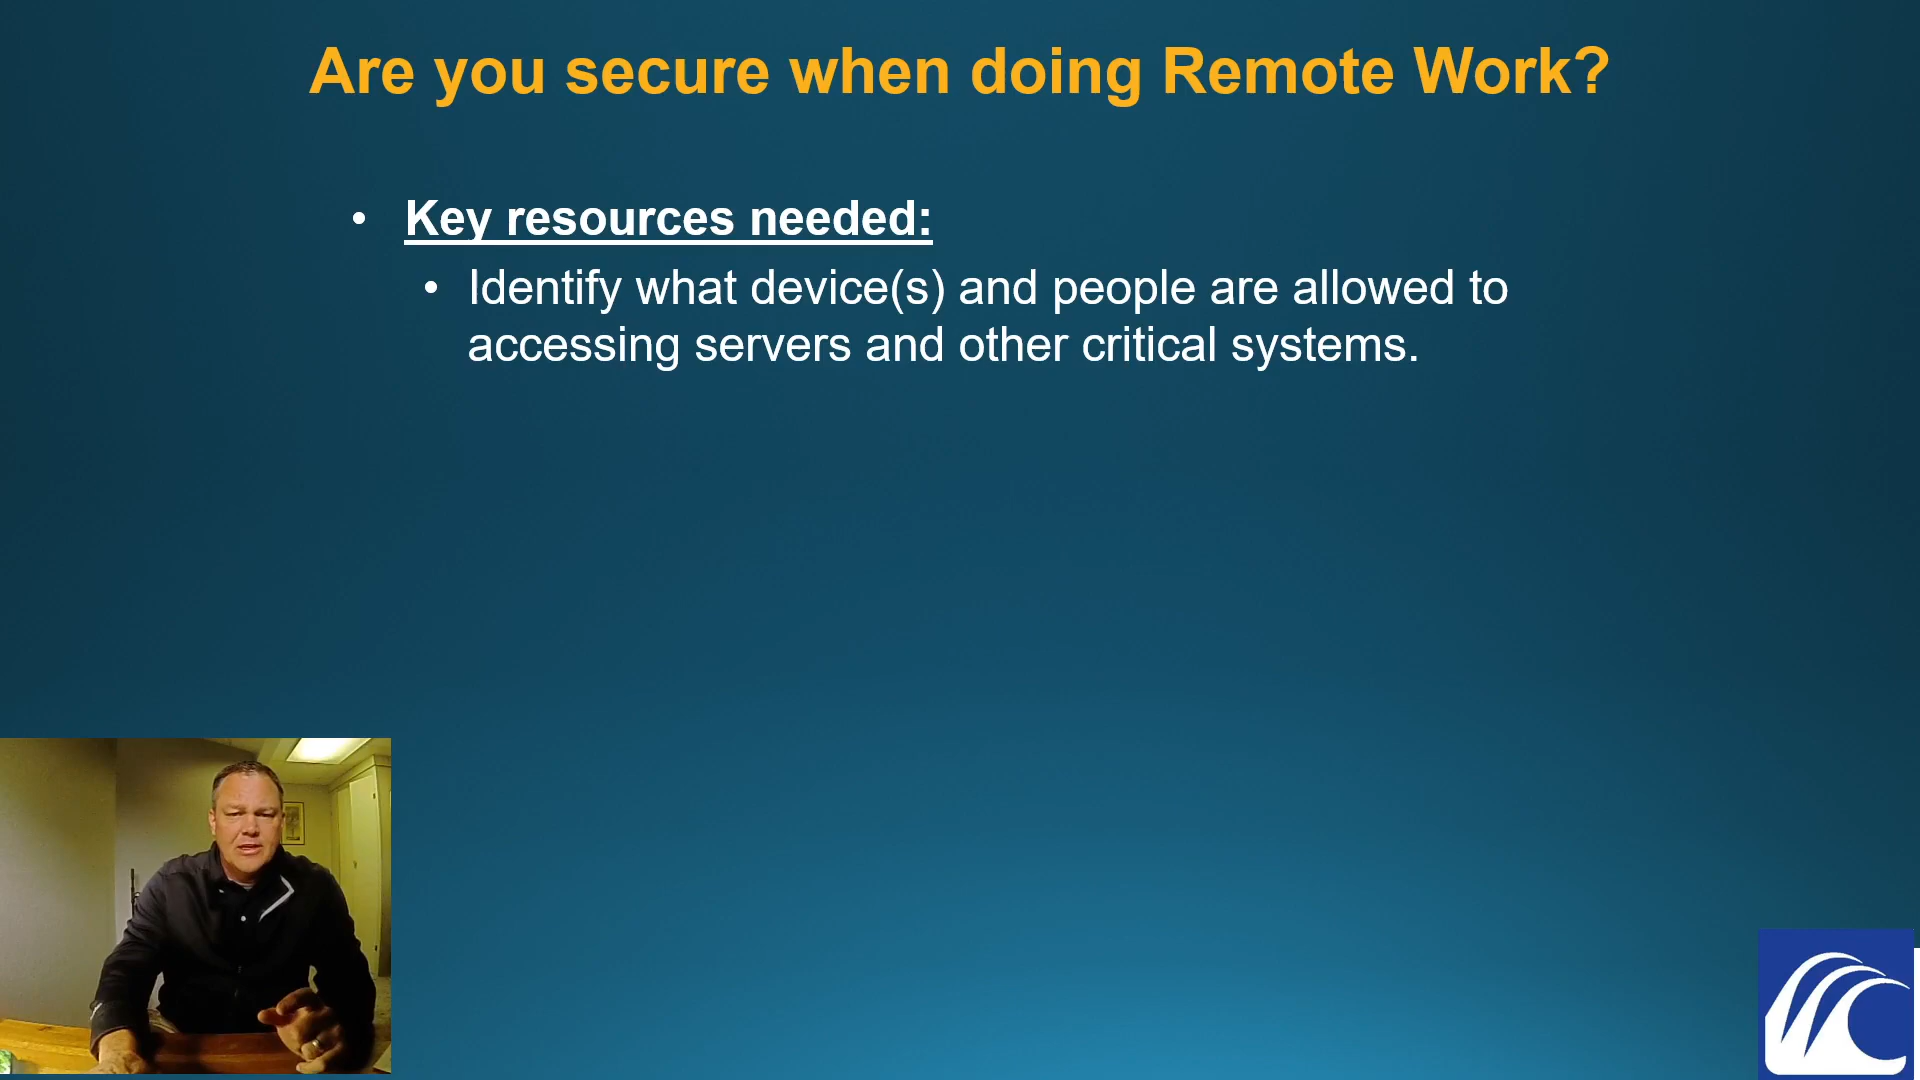 Are you secure when doing Remote Work?
• Key resources needed:
• Identify what device(s) and people are allowed to
accessing servers and other critical systems.